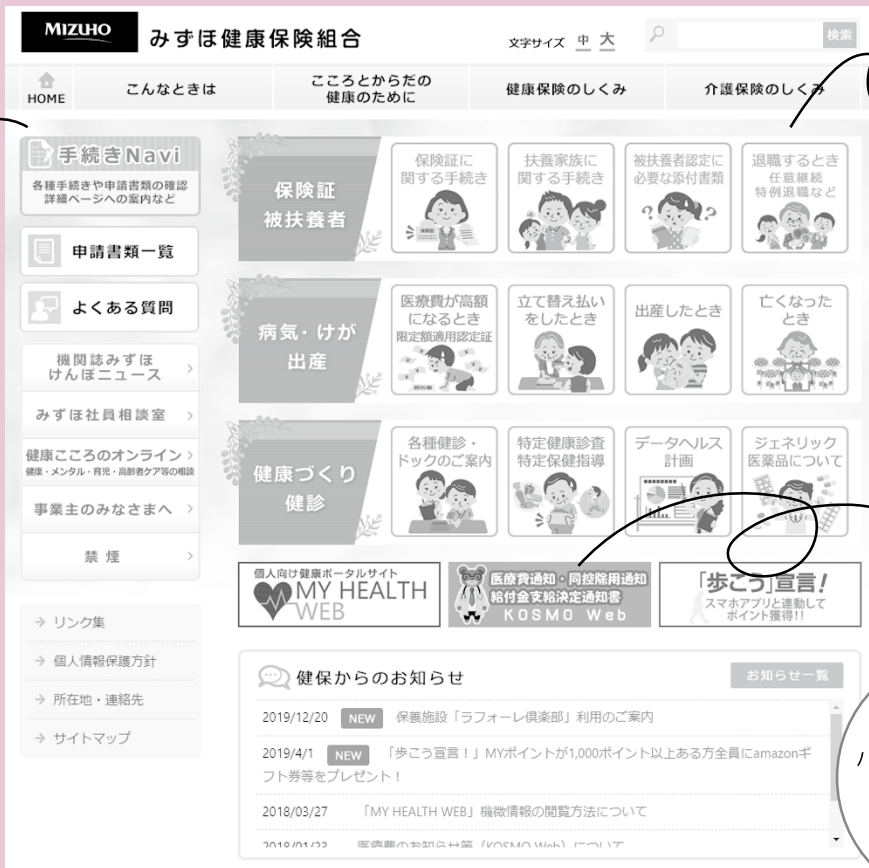 MIZUHO みずほ健康保険組合
文字サイズ 中 大
検索
HOME
こんなときは
こころとからだの
健康のために
健康保険のしくみ
介護保険のしくみ
手続きNavi
各種手続きや申請書類の確認
詳細ページへの案内など
申請書類一覧
よくある質問
機関誌みずほ
けんぽニュース
みずほ社員相談室
健康こころのオンライン
健康・メンタル・育児・高齢者ケア等の相談
事業主のみなさまへ
禁煙
リンク集
個人情報保護方針
所在地・連絡先
サイトマップ
保険証
被扶養者
保険証に
関する手続き
扶養家族に
関する手続き
被扶養者認定に
必要な添付書類
退職するとき
任意継続
特例退職など
病気・けが
出産
医療費が高額
になるとき
限定額適用認定証
立て替え払い
をしたとき
出産したとき
亡くなった
とき
健康づくり
健診
各種健診・
ドックのご案内
特定健康診査
特定保健指導
データヘルス
計画
ジェネリック
医薬品について
個人向け健康ポータルサイト
MY HEALTH
WEB
医療費通知・同控除用通知
給付金支給決定通知書
KOSMO Web
「歩こう」宣言!
スマホアプリと連動して
ポイント獲得!!
健保からのお知らせ
お知らせ一覧
2019/12/20 NEW 保養施設「ラフォーレ倶楽部」利用のご案内
2019/4/1 NEW 「歩こう宣言!」MYポイントが1,000ポイント以上ある方全員にamazonギ
フト券等をプレゼント!
2018/03/27 「MY HEALTH WEB」機微情報の閲覧方法について
2018/01/23 医療費のお知らせ等（KOSMO Web）について